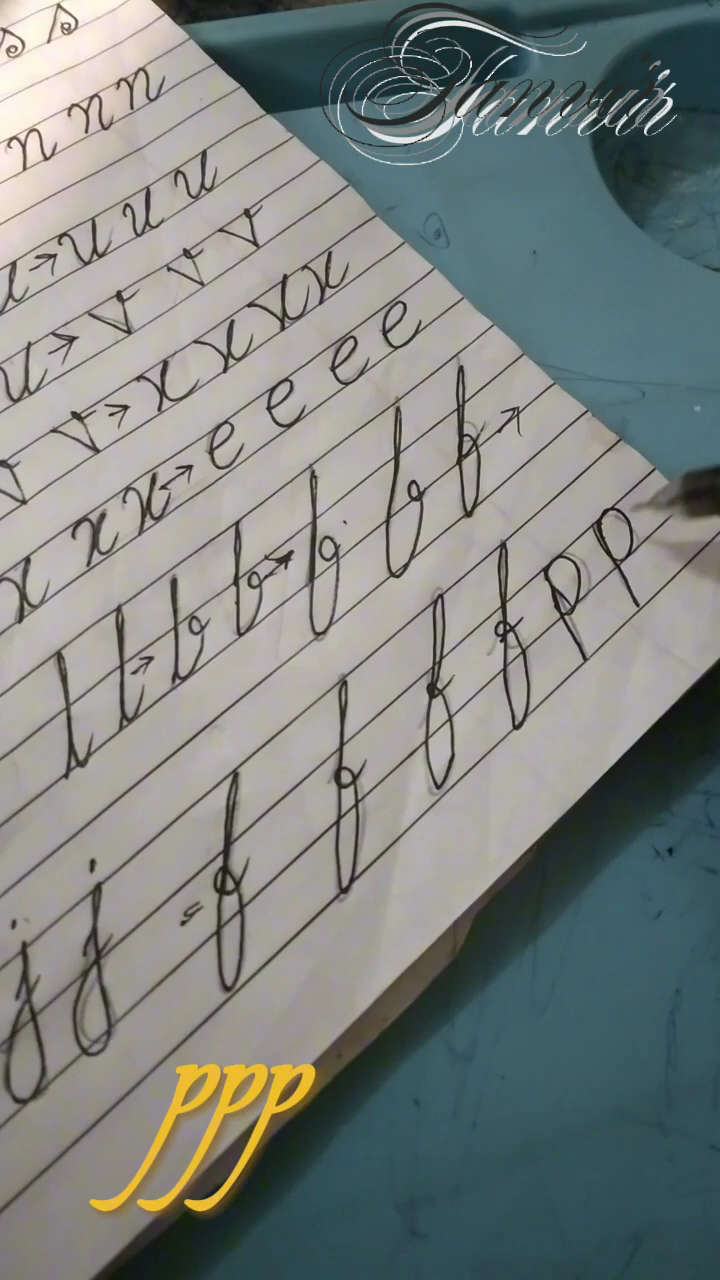 s s
n n n
u → u u u
u → v v v
v v → x x x x
x x x → e e e e
l l → b b → f f f →
j j = f f f f p p
ppp